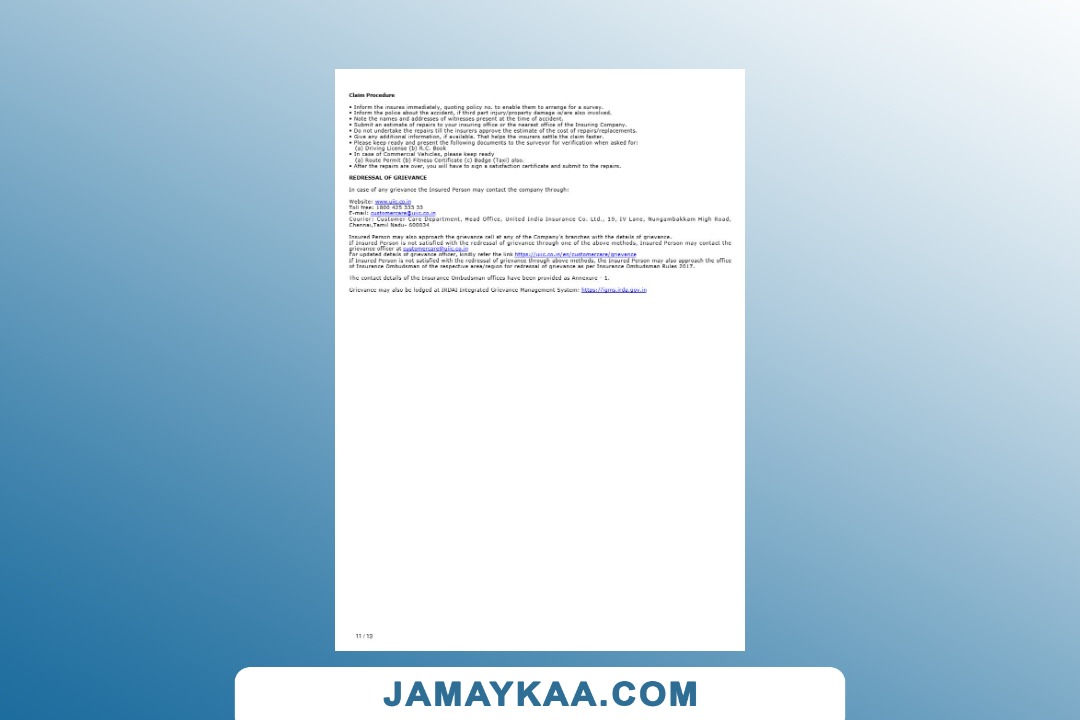 Claim Procedure
• Inform the insures immediately, quoting policy no. to enable them to arrange for a survey.
• Inform the police about the accident, if third part injury/property damage is/are also involved.
• Note the names and addresses of witnesses present at the time of accident.
• Submit an estimate of repairs to your insuring office or the nearest office of the Insuring Company.
• Do not undertake the repairs till the insurers approve the estimate of the cost of repairs/replacements.
• Give any additional information, if available. That helps the insurers settle the claim faster.
• Please keep ready and present the following documents to the surveyor for verification when asked for:
(a) Driving License (b) R.C. Book
• In case of Commercial Vehicles, please keep ready
(a) Route Permit (b) Fitness Certificate (c) Badge (Taxi) also.
• After the repairs are over, you will have to sign a satisfaction certificate and submit to the repairs.
REDRESSAL OF GRIEVANCE
In case of any grievance the Insured Person may contact the company through:
Website: www.uiic.co.in
Toll free: 1800 425 333 33
E-mail: customercare@uiic.co.in
Courier: Customer Care Department, Head Office, United India Insurance Co. Ltd., 19, IV Lane, Nungambakkam High Road,
Chennai,Tamil Nadu- 600034
Insured Person may also approach the grievance cell at any of the Company's branches with the details of grievance.
If Insured Person is not satisfied with the redressal of grievance through one of the above methods, Insured Person may contact the
grievance officer at customercare@uiic.co.in
For updated details of grievance officer, kindly refer the link https://uiic.co.in/en/customercare/grievance
If Insured Person is not satisfied with the redressal of grievance through above methods, the Insured Person may also approach the office
of Insurance Ombudsman of the respective area/region for redressal of grievance as per Insurance Ombudsman Rules 2017.
The contact details of the Insurance Ombudsman offices have been provided as Annexure - 1.
Grievance may also be lodged at IRDAI Integrated Grievance Management System: https://igms.irda.gov.in
11 / 13
JAMAYKAA.COM